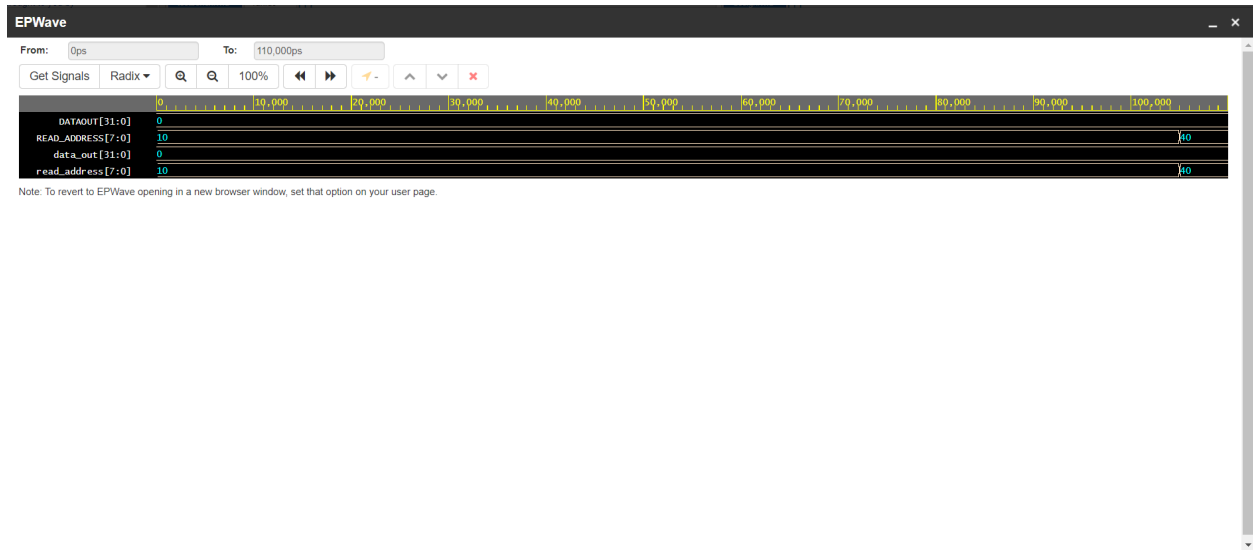 EPWave
From: 0ps To: 110,000ps
Get Signals Radix 100% -
0 10,000 20,000 30,000 40,000 50,000 60,000 70,000 80,000 90,000 100,000
DATAOUT[31:0] 0
READ_ADDRESS[7:0] 10 40
data_out[31:0] 0
read_address[7:0] 10 40
Note: To revert to EPWave opening in a new browser window, set that option on your user page.